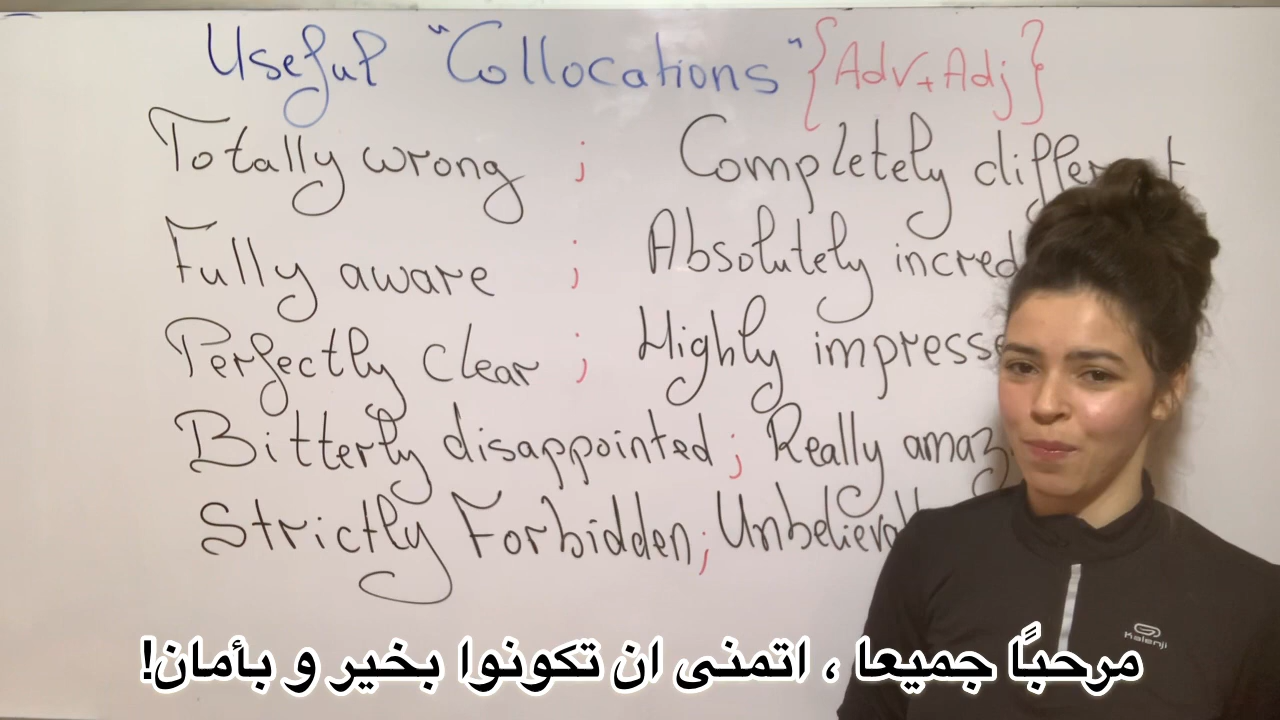 Useful "Collocations" {Adv+Adj}
Totally wrong ; Completely
Fully aware ; Absolutely
Perfectly clear ; Highly
Bitterly disappointed ; Really
Strictly Forbidden ;
Kalenji
مرحبًا جميعا ، اتمنى ان تكونوا بخير و بأمان!